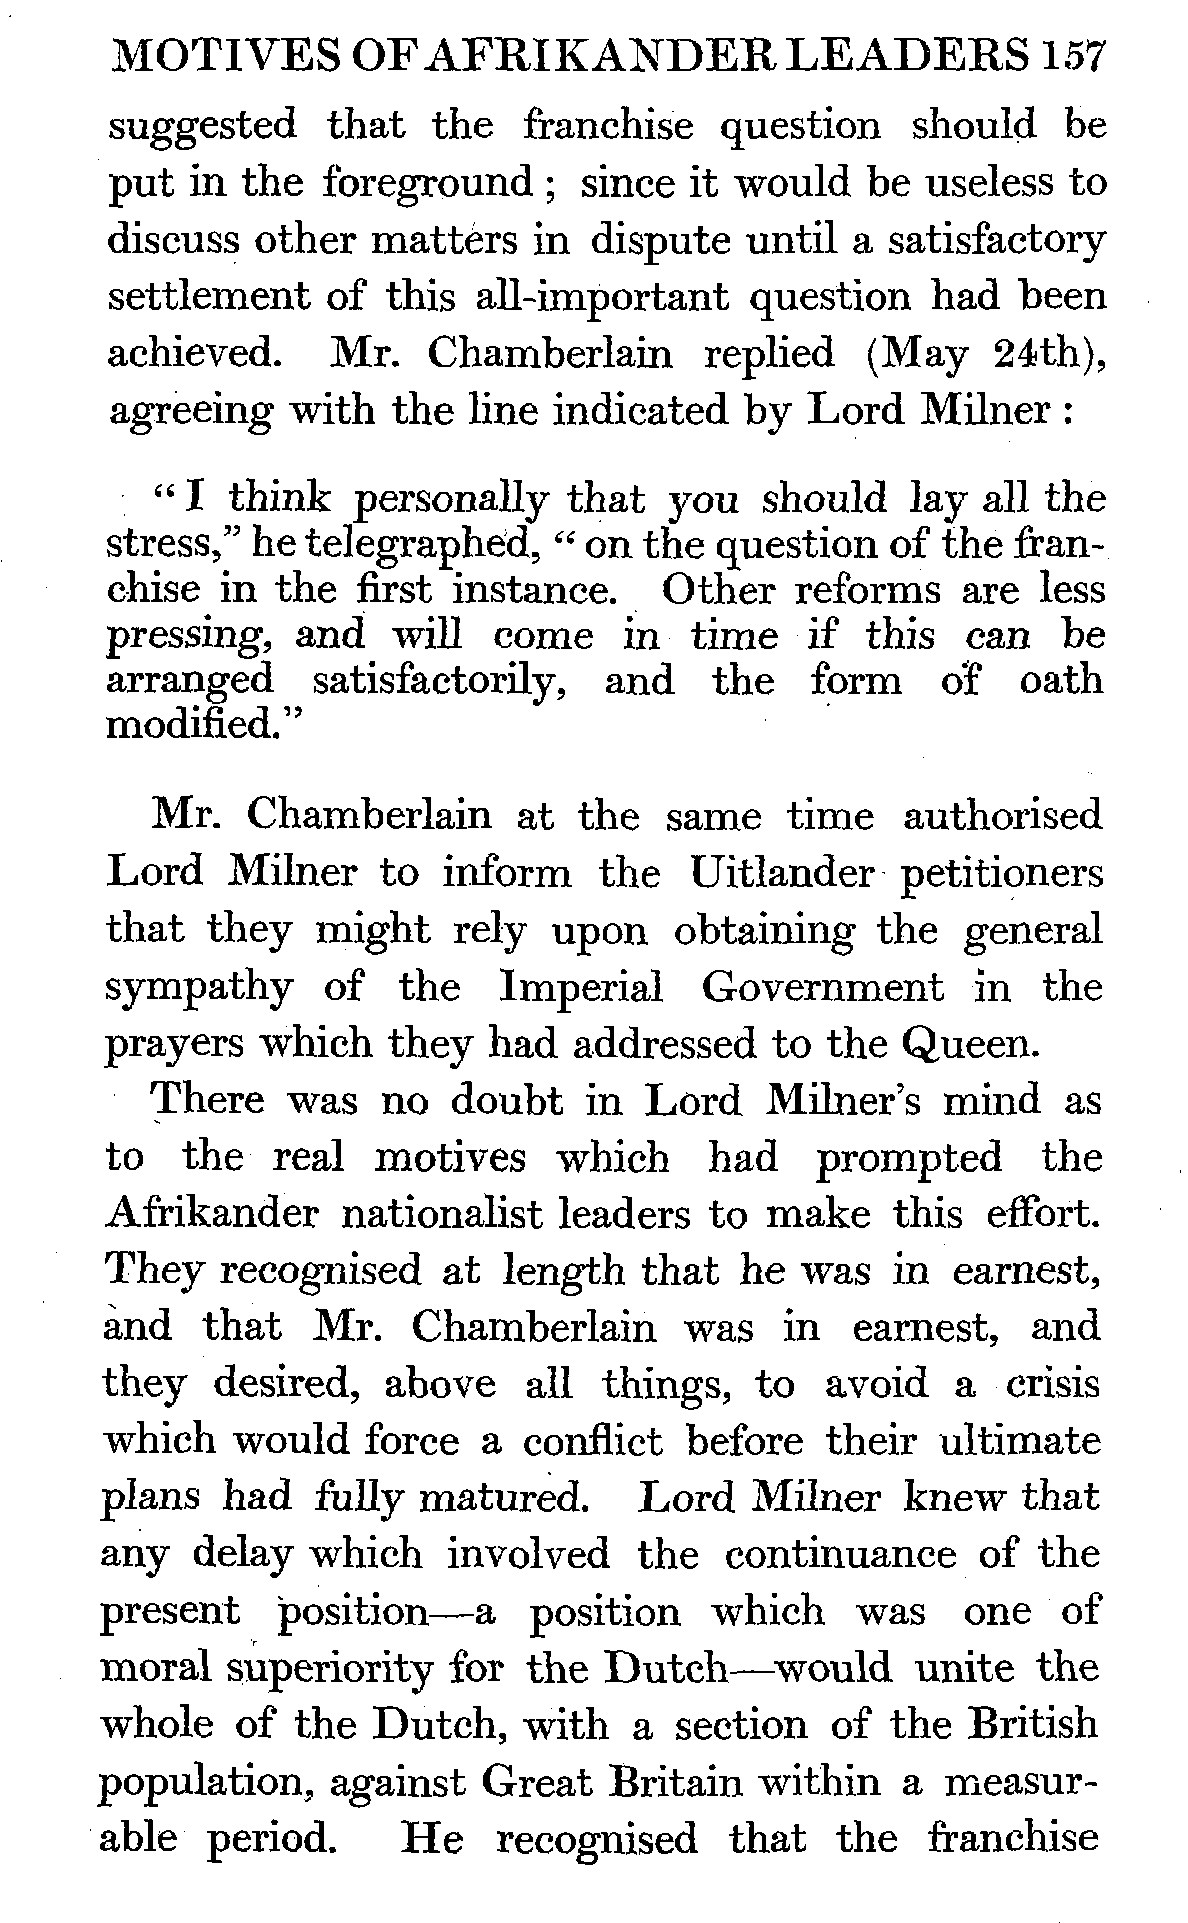 MOTIVES OF AFRIKANDER LEADERS 157
suggested that the franchise question should be
put in the foreground ; since it would be useless to
discuss other matters in dispute until a satisfactory
settlement of this all-important question had been
achieved. Mr. Chamberlain replied (May 24th),
agreeing with the line indicated by Lord Milner :
“ I think personally that you should lay all the
stress,” he telegraphed, “ on the question of the fran-
chise in the first instance. Other reforms are less
pressing, and will come in time if this can be
arranged satisfactorily, and the form of oath
modified.”
Mr. Chamberlain at the same time authorised
Lord Milner to inform the Uitlander petitioners
that they might rely upon obtaining the general
sympathy of the Imperial Government in the
prayers which they had addressed to the Queen.
There was no doubt in Lord Milner’s mind as
to the real motives which had prompted the
Afrikander nationalist leaders to make this effort.
They recognised at length that he was in earnest,
and that Mr. Chamberlain was in earnest, and
they desired, above all things, to avoid a crisis
which would force a conflict before their ultimate
plans had fully matured. Lord Milner knew that
any delay which involved the continuance of the
present position—a position which was one of
moral superiority for the Dutch—would unite the
whole of the Dutch, with a section of the British
population, against Great Britain within a measur-
able period. He recognised that the franchise